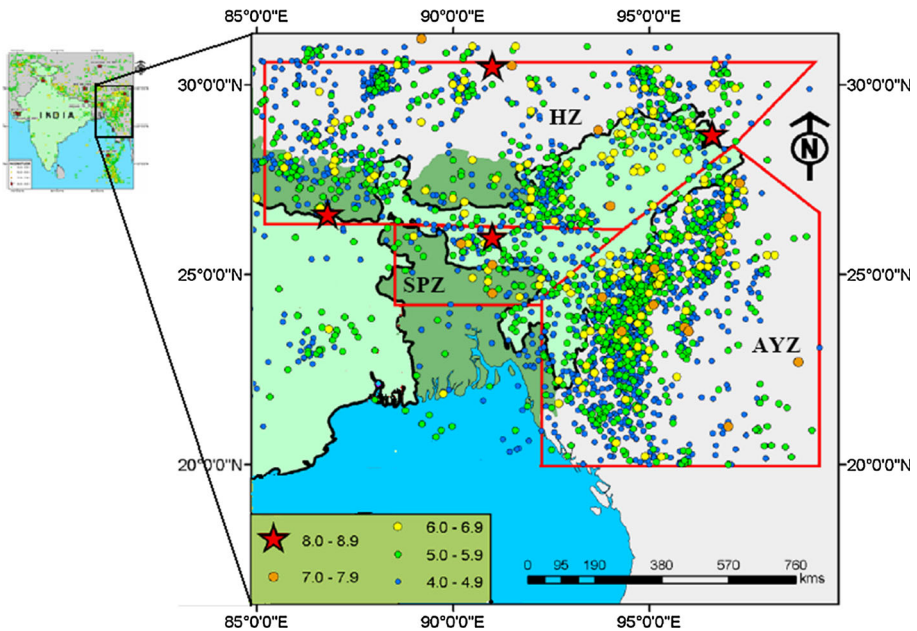 85°0'0"E 90°0'0"E 95°0'0"E
30°0'0"N 30°0'0"N
HZ
N
INDIA
25°0'0"N 25°0'0"N
SPZ
AYZ
20°0'0"N 20°0'0"N
8.0 - 8.9 6.0 - 6.9
5.0 - 5.9
7.0 - 7.9 4.0 - 4.9
0 95 190 380 570 760
kms
85°0'0"E 90°0'0"E 95°0'0"E